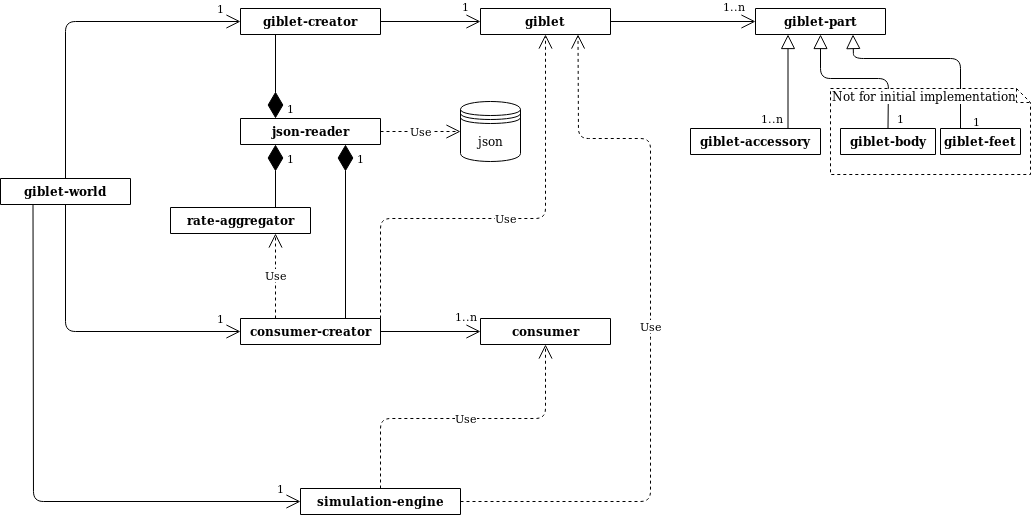 1
giblet-creator
1
giblet
1..n
giblet-part
Not for initial implementation
1
json-reader
Use
json
1..n
giblet-accessory
1
giblet-body
1
giblet-feet
1
1
giblet-world
rate-aggregator
Use
Use
1
consumer-creator
1..n
consumer
Use
Use
1
simulation-engine